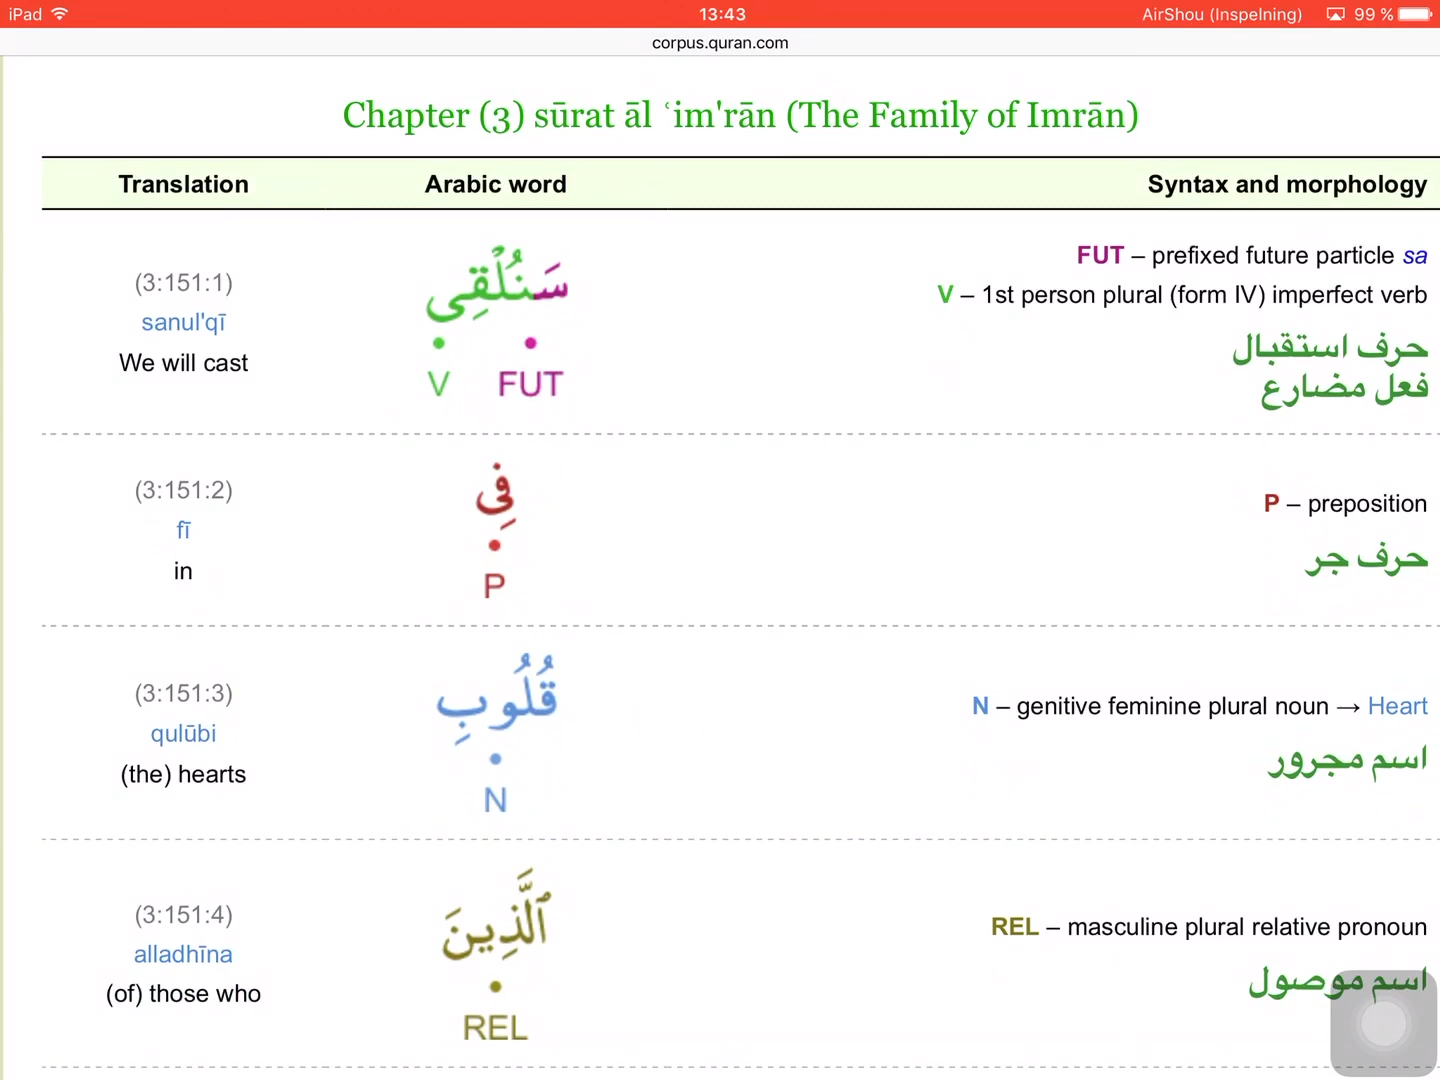 iPad 13:43 AirShou (Inspelning) 99 %
corpus.quran.com
Chapter (3) sūrat āl ʿim'rān (The Family of Imrān)
Translation Arabic word Syntax and morphology
(3:151:1)
sanul'qī
We will cast
سَنُلْقِي
V FUT
FUT – prefixed future particle sa
V – 1st person plural (form IV) imperfect verb
حرف استقبال
فعل مضارع
(3:151:2)
fī
in
فِي
P
P – preposition
حرف جر
(3:151:3)
qulūbi
(the) hearts
قُلُوبِ
N
N – genitive feminine plural noun → Heart
اسم مجرور
(3:151:4)
alladhīna
(of) those who
ٱلَّذِينَ
REL
REL – masculine plural relative pronoun
اسم موصول